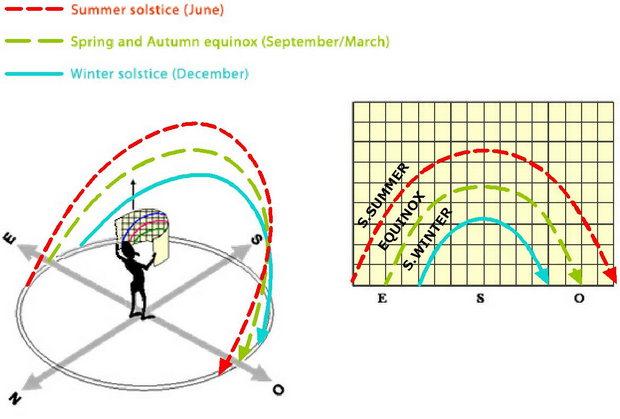 Summer solstice (June)
Spring and Autumn equinox (September/March)
Winter solstice (December)
E
S
N
O
S.SUMMER
EQUINOX
S.WINTER
E
S
O